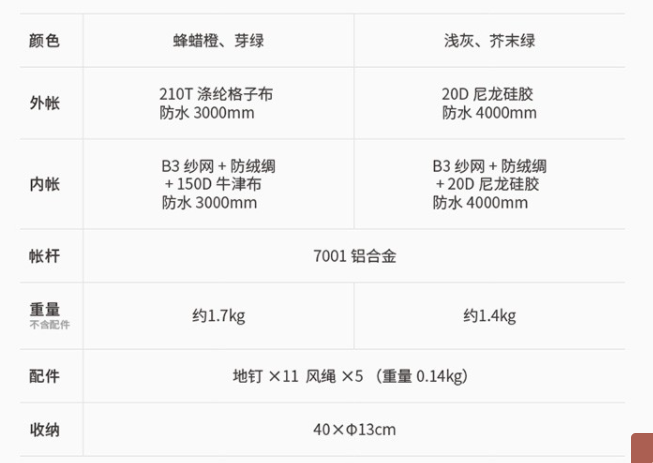 颜色
蜂蜡橙、芽绿
浅灰、芥末绿
外帐
210T 涤纶格子布
防水 3000mm
20D 尼龙硅胶
防水 4000mm
内帐
B3 纱网 + 防绒绸
+ 150D 牛津布
防水 3000mm
B3 纱网 + 防绒绸
+ 20D 尼龙硅胶
防水 4000mm
帐杆
7001 铝合金
重量
不含配件
约1.7kg
约1.4kg
配件
地钉 ×11 风绳 ×5 （重量 0.14kg）
收纳
40×Φ13cm